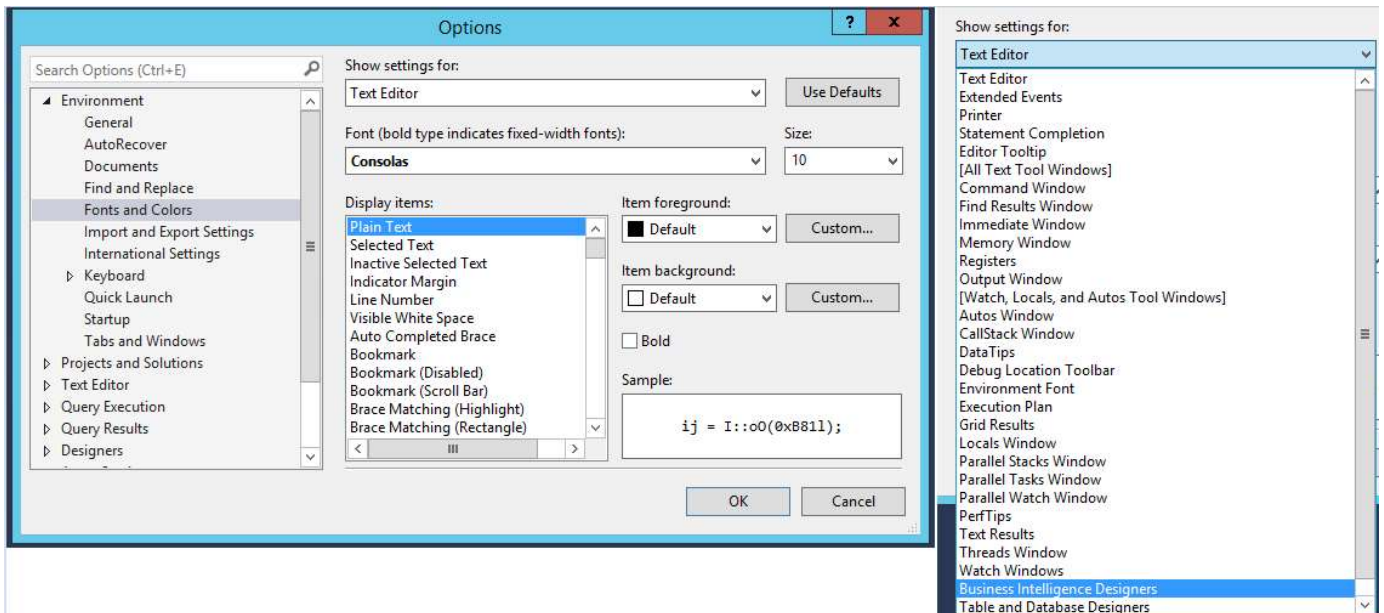 Options
?
x
Search Options (Ctrl+E)
Environment
General
AutoRecover
Documents
Find and Replace
Fonts and Colors
Import and Export Settings
International Settings
Keyboard
Quick Launch
Startup
Tabs and Windows
Projects and Solutions
Text Editor
Query Execution
Query Results
Designers
Show settings for:
Text Editor
Use Defaults
Font (bold type indicates fixed-width fonts):
Size:
Consolas
10
Display items:
Plain Text
Selected Text
Inactive Selected Text
Indicator Margin
Line Number
Visible White Space
Auto Completed Brace
Bookmark
Bookmark (Disabled)
Bookmark (Scroll Bar)
Brace Matching (Highlight)
Brace Matching (Rectangle)
Item foreground:
Default
Custom...
Item background:
Default
Custom...
Bold
Sample:
ij = I::oO(0xB81l);
OK
Cancel
Show settings for:
Text Editor
Text Editor
Extended Events
Printer
Statement Completion
Editor Tooltip
[All Text Tool Windows]
Command Window
Find Results Window
Immediate Window
Memory Window
Registers
Output Window
[Watch, Locals, and Autos Tool Windows]
Autos Window
CallStack Window
DataTips
Debug Location Toolbar
Environment Font
Execution Plan
Grid Results
Locals Window
Parallel Stacks Window
Parallel Tasks Window
Parallel Watch Window
PerfTips
Text Results
Threads Window
Watch Windows
Business Intelligence Designers
Table and Database Designers